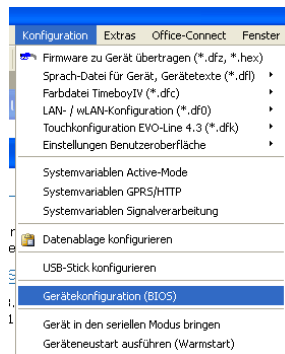 Konfiguration Extras Office-Connect Fenster
Firmware zu Gerät übertragen (*.dfz, *.hex)
Sprach-Datei für Gerät, Gerätetexte (*.dfl)
Farbdatei TimeboyIV (*.dfc)
LAN- / wLAN-Konfiguration (*.df0)
Touchkonfiguration EVO-Line 4.3 (*.dfk)
Einstellungen Benutzeroberfläche
Systemvariablen Active-Mode
Systemvariablen GPRS/HTTP
Systemvariablen Signalverarbeitung
Datenablage konfigurieren
USB-Stick konfigurieren
Gerätekonfiguration (BIOS)
Gerät in den seriellen Modus bringen
Geräteneustart ausführen (Warmstart)